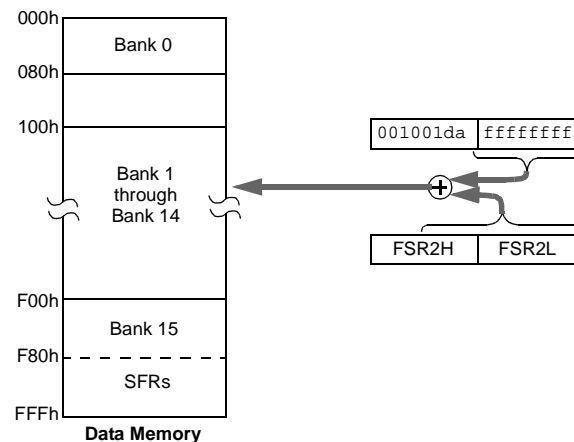 000h
Bank 0
080h
100h
001001da ffffffff
Bank 1
through
Bank 14
FSR2H FSR2L
F00h
Bank 15
F80h
SFRs
FFFh
Data Memory